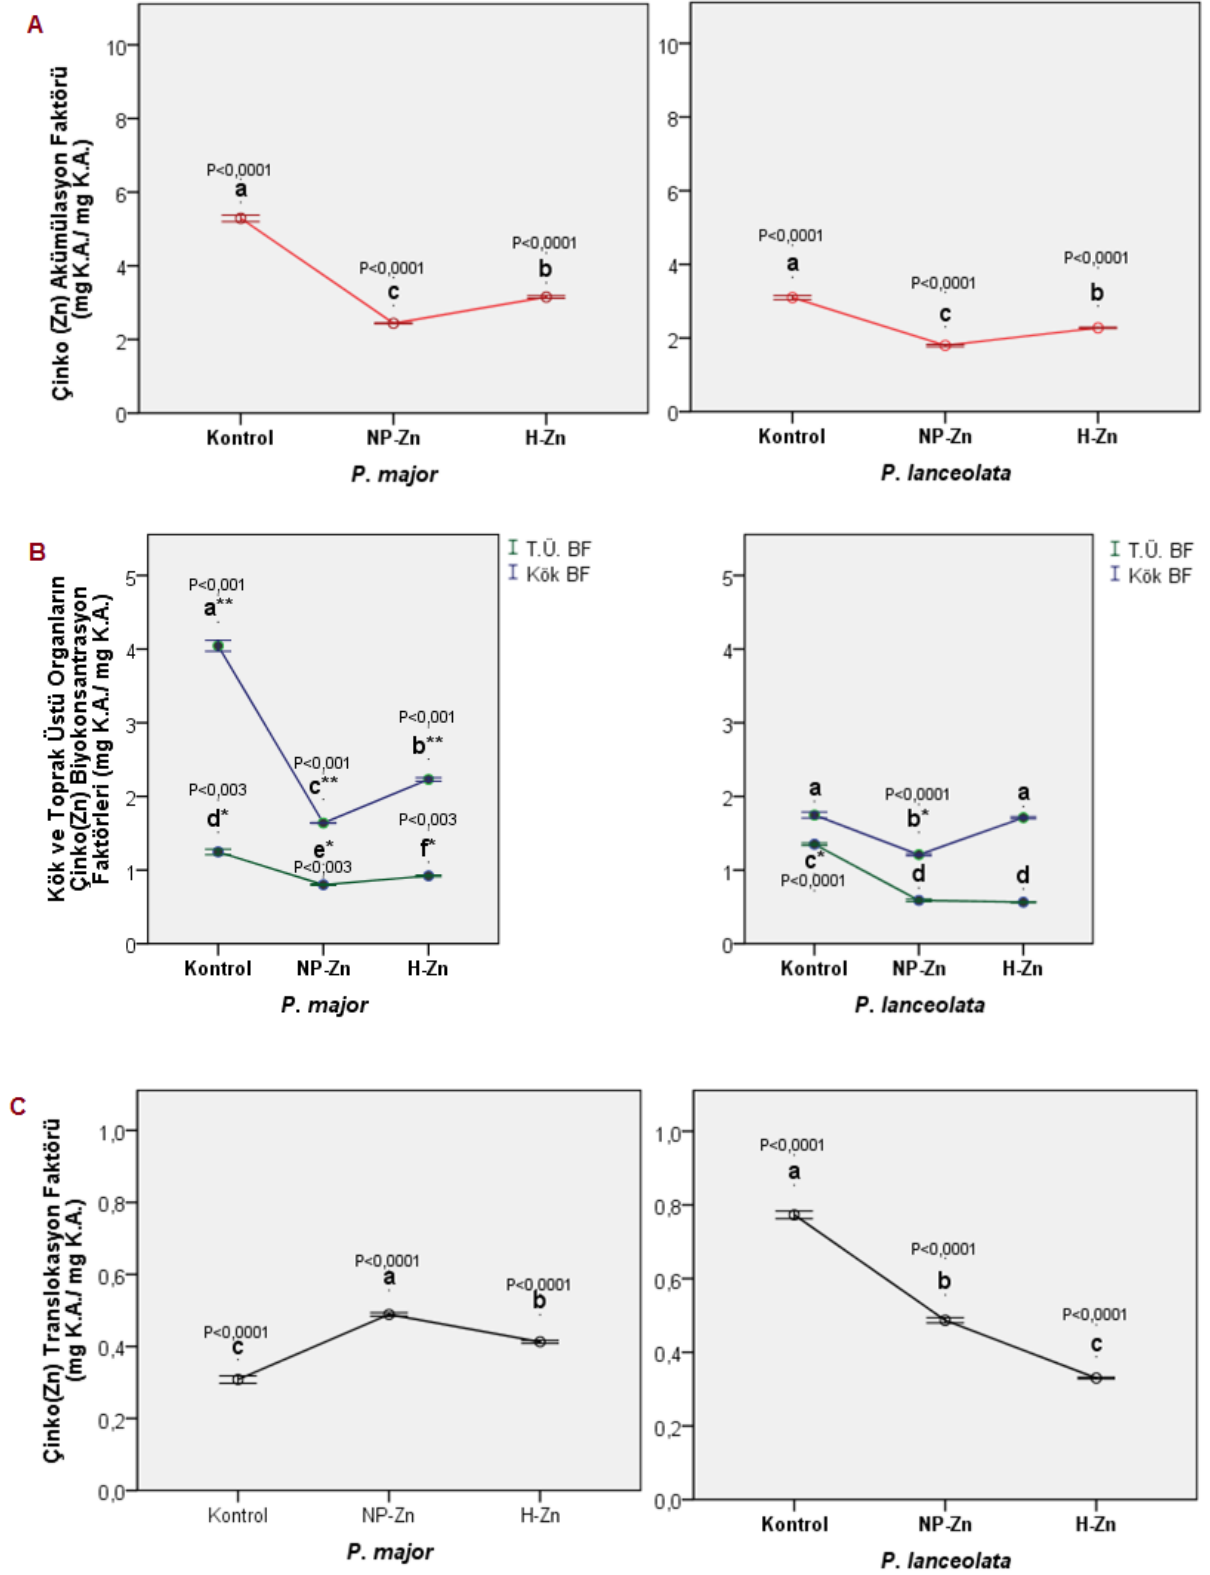 A
Çinko (Zn) Akümülasyon Faktörü
(mgK.A./ mg K.A.)
10
8
6
4
2
0
P<0,0001
a
P<0,0001
c
P<0,0001
b
Kontrol NP-Zn H-Zn
P. major
10
8
6
4
2
0
P<0,0001
a
P<0,0001
c
P<0,0001
b
Kontrol NP-Zn H-Zn
P. lanceolata
B
Kök ve Toprak Üstü Organların
Çinko(Zn) Biyokonsantrasyon
Faktörleri (mg K.A./ mg K.A.)
5
4
3
2
1
0
P<0,001
a**
P<0,001
c**
P<0,001
b**
P<0,003
d*
e*
P<0,003
P<0,003
f*
Kontrol NP-Zn H-Zn
P. major
T.Ü. BF
Kök BF
5
4
3
2
1
0
a
P<0,0001
b*
a
c*
P<0,0001
d
d
Kontrol NP-Zn H-Zn
P. lanceolata
T.Ü. BF
Kök BF
C
Çinko(Zn) Translokasyon Faktörü
(mg K.A./ mg K.A.)
1,0
0,8
0,6
0,4
0,2
0,0
P<0,0001
c
P<0,0001
a
P<0,0001
b
Kontrol NP-Zn H-Zn
P. major
1,0
0,8
0,6
0,4
0,2
0,0
P<0,0001
a
P<0,0001
b
P<0,0001
c
Kontrol NP-Zn H-Zn
P. lanceolata